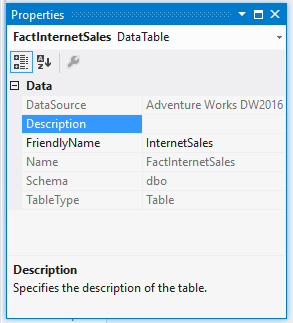 Properties
FactInternetSales DataTable
Data
DataSource Adventure Works DW2016
Description
FriendlyName InternetSales
Name FactInternetSales
Schema dbo
TableType Table
Description
Specifies the description of the table.